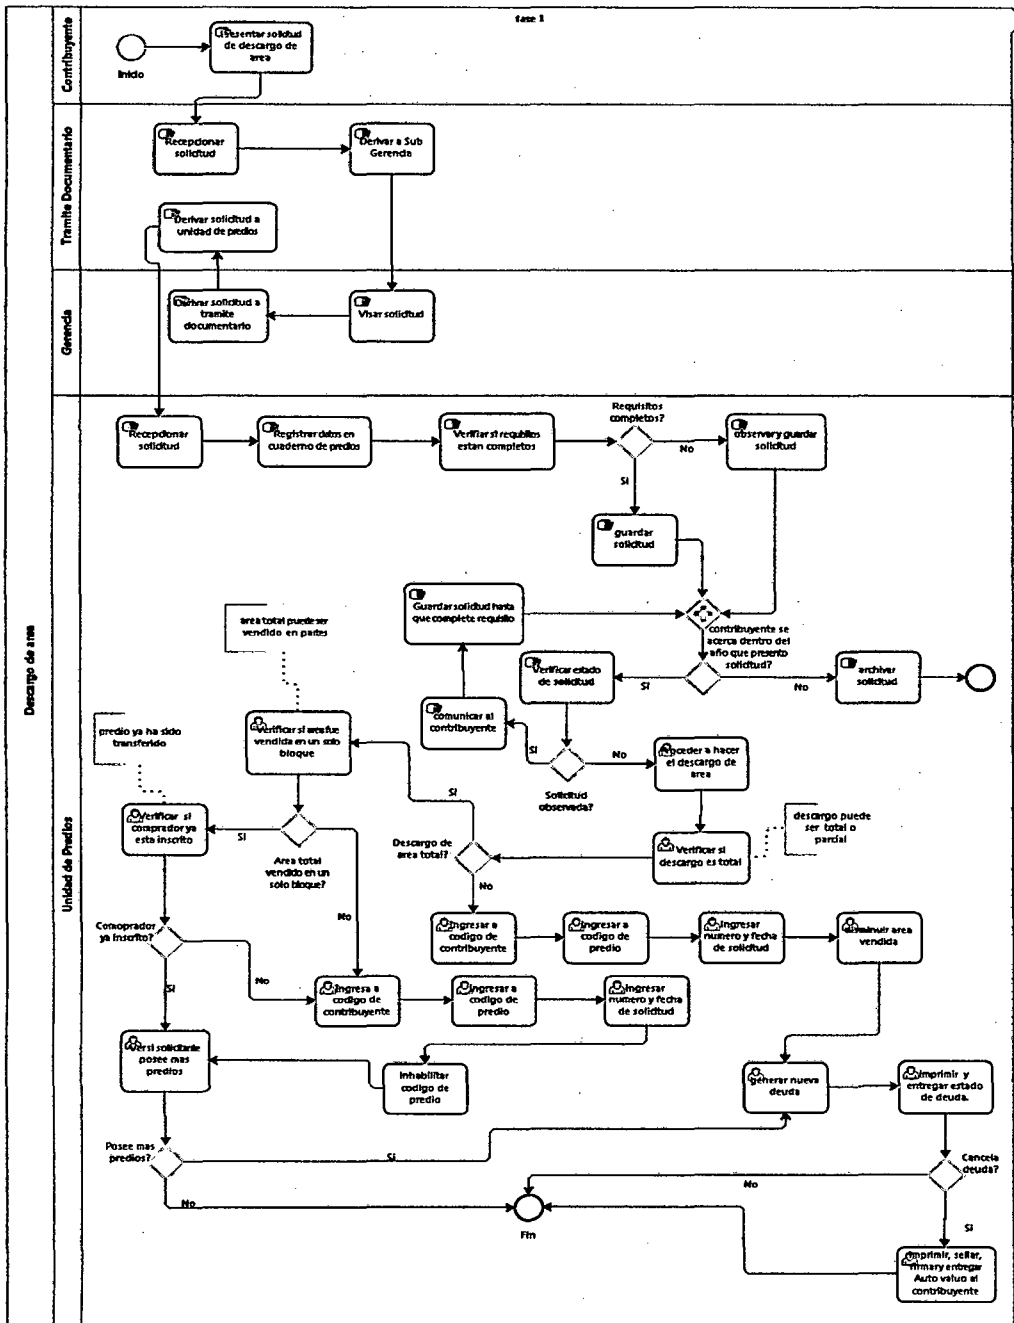 fase 1
Descargo de area
Contribuyente
Inicio
Presentar solicitud
de descargo de
area
Tramite Documentario
Recepcionar
solicitud
Derivar a Sub
Gerencia
Derivar solicitud a
unidad de predios
Gerencia
Derivar solicitud a
tramite
documentario
Visar solicitud
Unidad de Predios
Recepcionar
solicitud
Registrar datos en
cuaderno de predios
Verifiar si requisitos
estan completos
Requisitos
completos?
No
observar y guardar
solicitud
Si
guardar
solicitud
Guardar solicitud hasta
que complete requisito
contribuyente se
acerca dentro del
año que presento
solicitud?
Si
No
Verificar estado
de solicitud
archivar
solicitud
comunicar al
contribuyente
Si
No
Solicitud
observada?
Proceder a hacer
el descargo de
area
area total puede ser
vendido en partes
Verificar si area fue
vendida en un solo
bloque
predio ya ha sido
transferido
Verificar si
comprador ya
esta inscrito
Si
Area total
vendido en un
solo bloque?
No
Si
Descargo de
area total?
No
Verificar si
descargo es total
descargo puede
ser total o
parcial
Ingresar a
codigo de
contribuyente
Ingresar a
codigo de
predio
Ingresar
numero y fecha
de solicitud
disminuir area
vendida
Comoprador
ya inscrito?
No
Si
Ingresa a
codigo de
contribuyente
Ingresar a
codigo de
predio
Ingresar
numero y fecha
de solicitud
Ver si solicitante
posee mas
predios
Inhabilitar
codigo de
predio
generar nueva
deuda
imprimir y
entregar estado
de deuda.
Posee mas
predios?
Si
No
Cancela
deuda?
No
Si
Fin
imprimir, sellar,
firmar y entregar
Auto valuo al
contribuyente